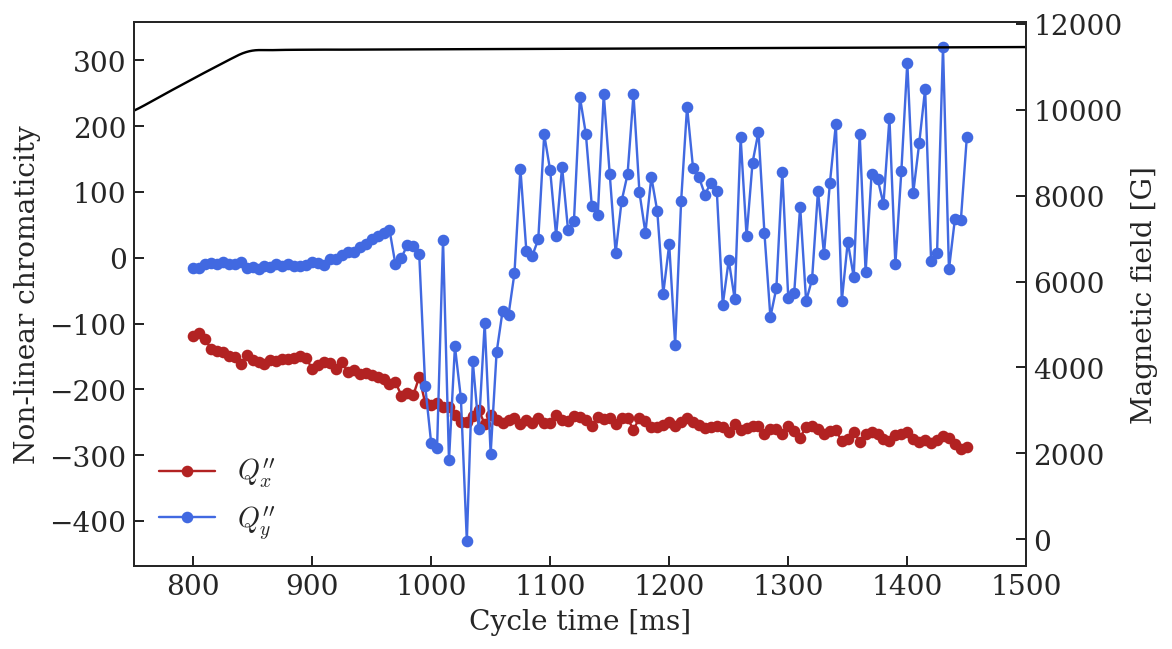 Non-linear chromaticity
300
200
100
0
−100
−200
−300
−400
12000
10000
8000
6000
4000
2000
0
Magnetic field [G]
Q″x
Q″y
800 900 1000 1100 1200 1300 1400 1500
Cycle time [ms]